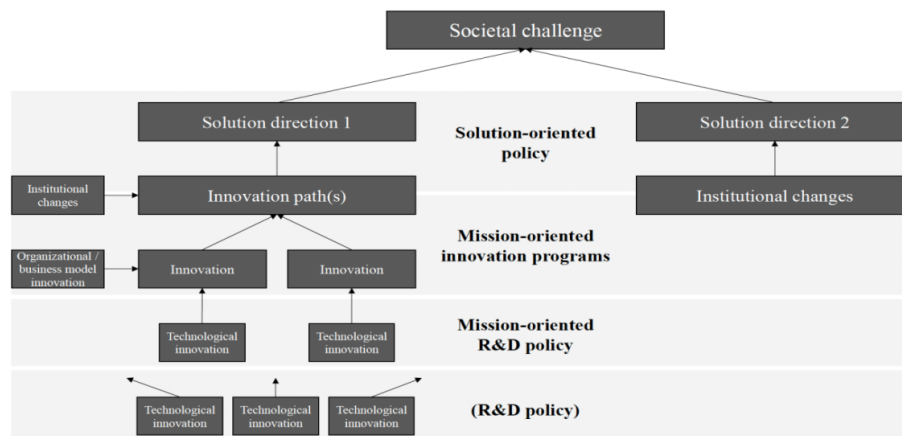 Societal challenge
Solution direction 1
Solution-oriented
policy
Solution direction 2
Institutional
changes
Innovation path(s)
Institutional changes
Mission-oriented
innovation programs
Organizational /
business model
innovation
Innovation
Innovation
Mission-oriented
R&D policy
Technological
innovation
Technological
innovation
Technological
innovation
Technological
innovation
Technological
innovation
(R&D policy)